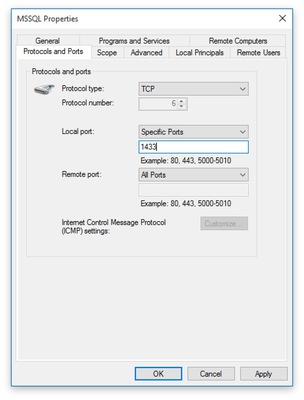 MSSQL Properties
General
Programs and Services
Remote Computers
Protocols and Ports
Scope
Advanced
Local Principals
Remote Users
Protocols and ports
Protocol type:
TCP
Protocol number:
6
Local port:
Specific Ports
1433
Example: 80, 443, 5000-5010
Remote port:
All Ports
Example: 80, 443, 5000-5010
Internet Control Message Protocol
(ICMP) settings:
Customize...
OK
Cancel
Apply